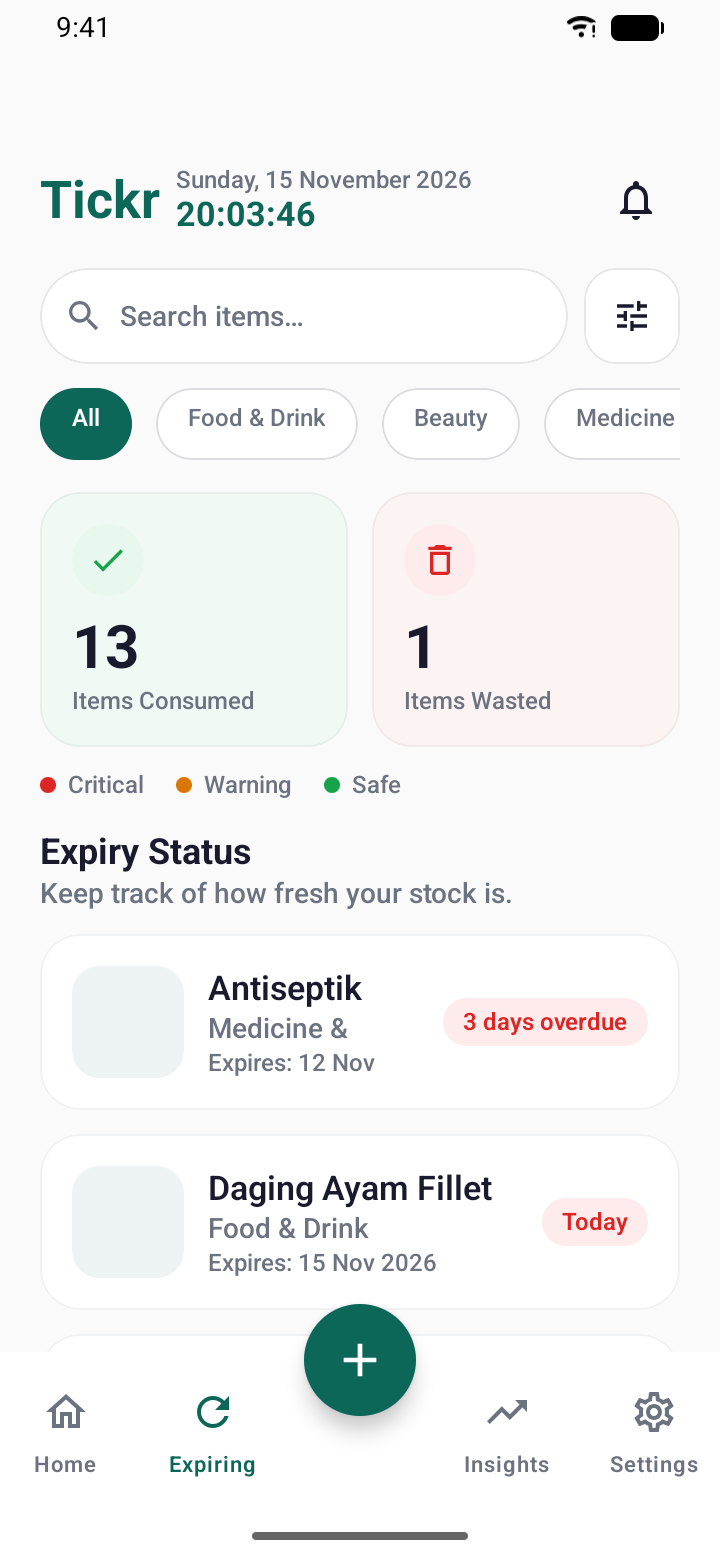 9:41
Tickr
Sunday, 15 November 2026
20:03:46
Search items…
All
Food & Drink
Beauty
Medicine
13
Items Consumed
1
Items Wasted
Critical
Warning
Safe
Expiry Status
Keep track of how fresh your stock is.
Antiseptik
Medicine &
Expires: 12 Nov
3 days overdue
Daging Ayam Fillet
Food & Drink
Expires: 15 Nov 2026
Today
Home
Expiring
Insights
Settings